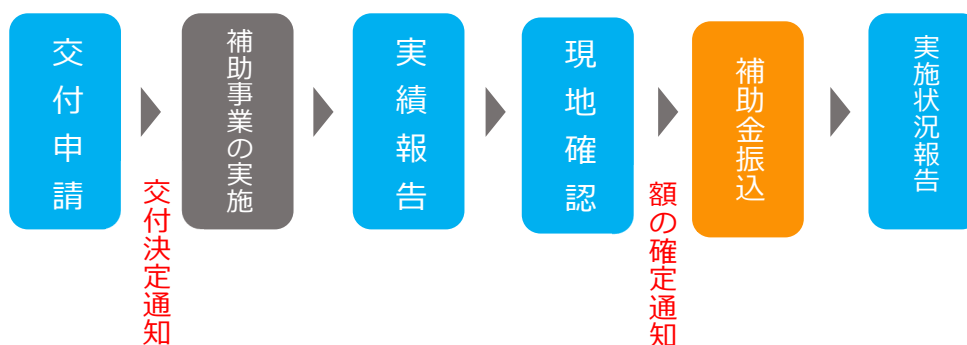 交付申請
交付決定通知
補助事業の実施
実績報告
現地確認
額の確定通知
補助金振込
実施状況報告